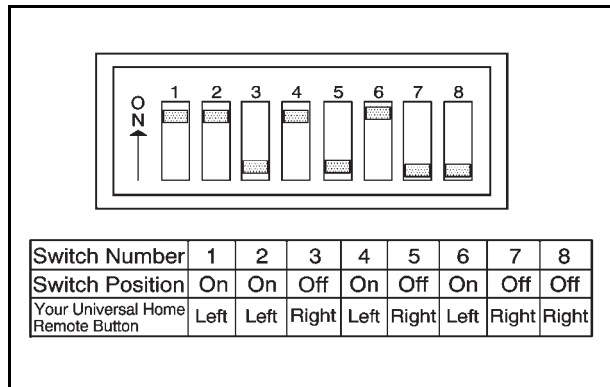 1 2 3 4 5 6 7 8
ON
Switch Number 1 2 3 4 5 6 7 8
Switch Position On On Off On Off On Off Off
Your Universal Home
Remote Button Left Left Right Left Right Left Right Right